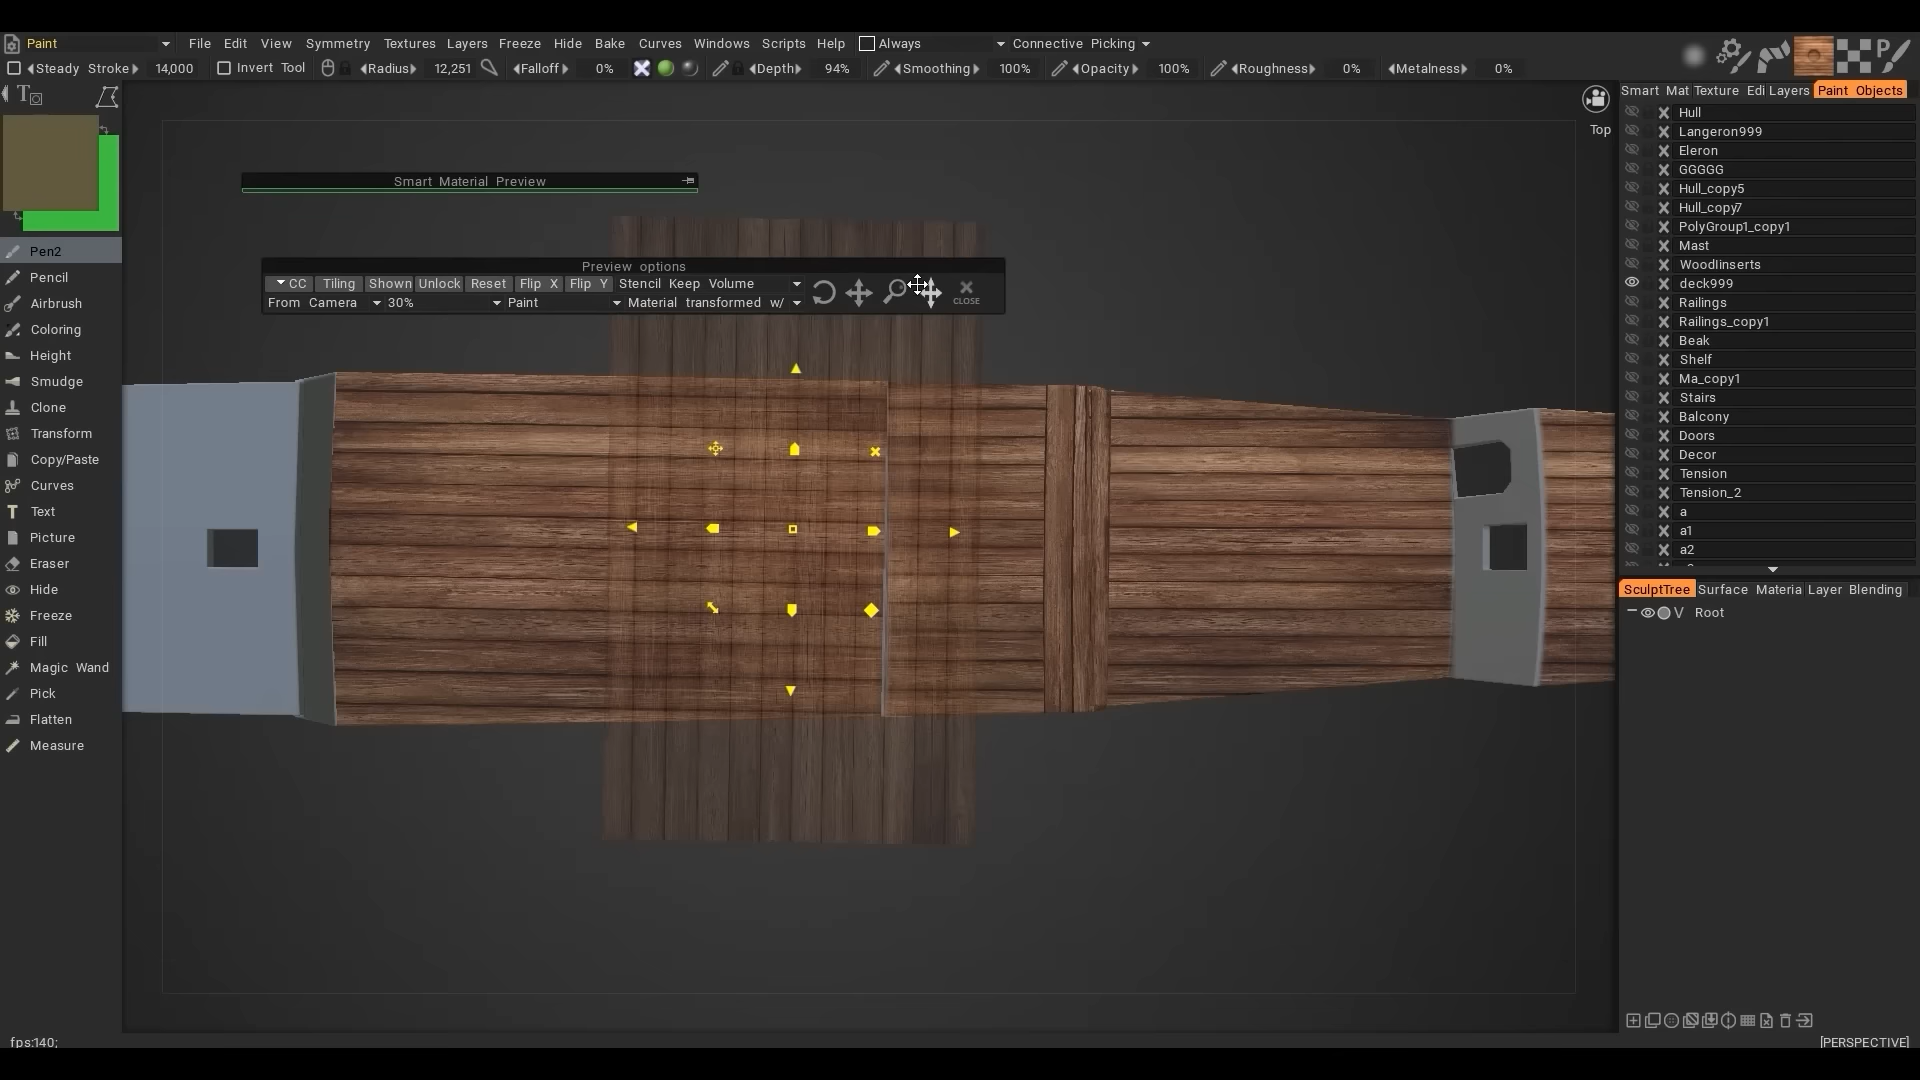 Paint File Edit View Symmetry Textures Layers Freeze Hide Bake Curves Windows Scripts Help Always Connective Picking
Steady Stroke 14,000 Invert Tool Radius 12,251 Falloff 0% Depth 94% Smoothing 100% Opacity 100% Roughness 0% Metalness 0%
Smart Mat Texture Edi Layers Paint Objects
Top
Pen2
Pencil
Airbrush
Coloring
Height
Smudge
Clone
Transform
Copy/Paste
Curves
Text
Picture
Eraser
Hide
Freeze
Fill
Magic Wand
Pick
Flatten
Measure
Smart Material Preview
Preview options
CC Tiling Shown Unlock Reset Flip X Flip Y Stencil Keep Volume
From Camera 30% Paint Material transformed w/
CLOSE
Hull
Langeron999
Eleron
GGGGG
Hull_copy5
Hull_copy7
PolyGroup1_copy1
Mast
WoodIinserts
deck999
Railings
Railings_copy1
Beak
Shelf
Ma_copy1
Stairs
Balcony
Doors
Decor
Tension
Tension_2
a
a1
a2
SculptTree Surface Materia Layer Blending
V Root
fps:140;
[PERSPECTIVE]